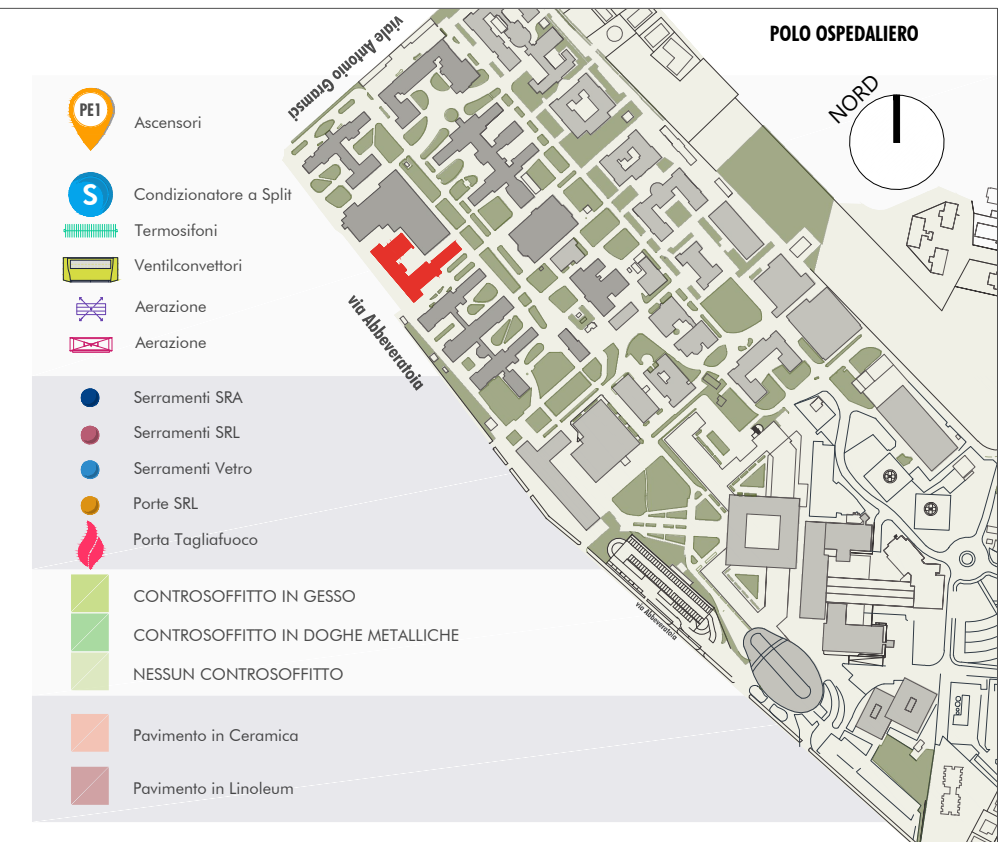 POLO OSPEDALIERO
NORD
viale Antonio Gramsci
via Abbeveratoia
via Abbeveratoia
PE1
Ascensori
S
Condizionatore a Split
Termosifoni
Ventilconvettori
Aerazione
Aerazione
Serramenti SRA
Serramenti SRL
Serramenti Vetro
Porte SRL
Porta Tagliafuoco
CONTROSOFFITTO IN GESSO
CONTROSOFFITTO IN DOGHE METALLICHE
NESSUN CONTROSOFFITTO
Pavimento in Ceramica
Pavimento in Linoleum